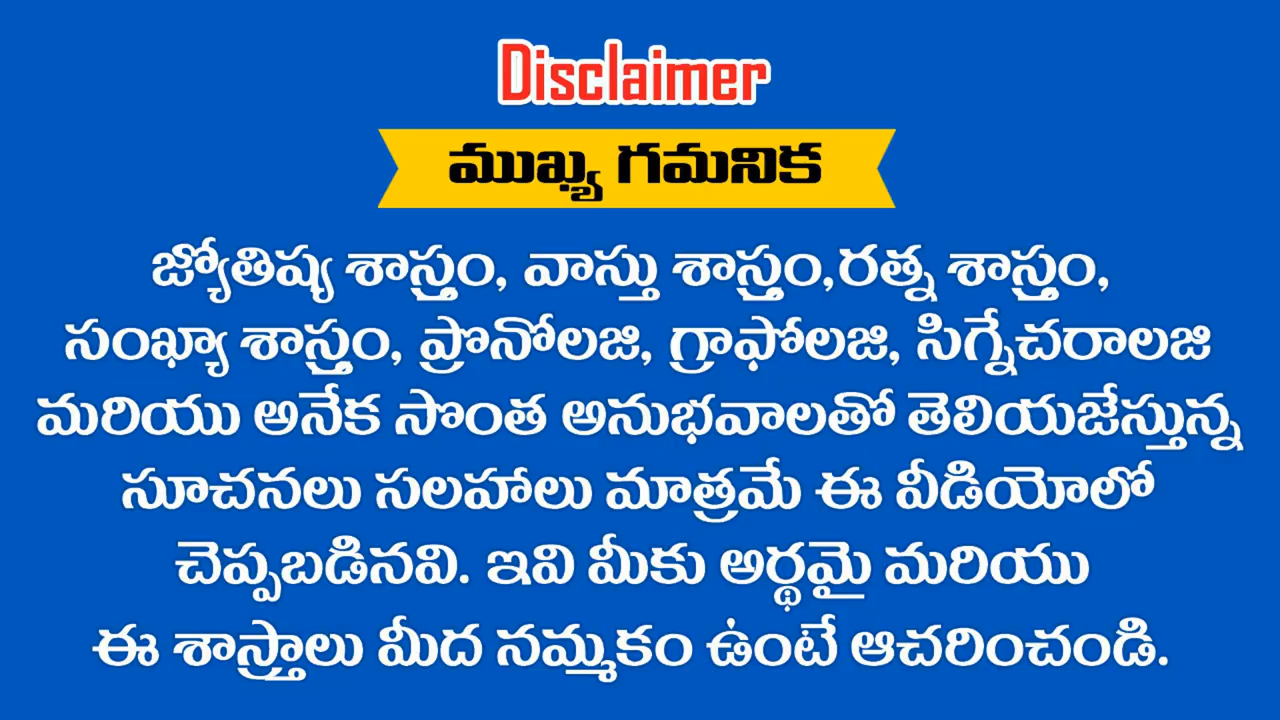 Disclaimer
ముఖ్య గమనిక
జ్యోతిష్య శాస్త్రం, వాస్తు శాస్త్రం,రత్న శాస్త్రం,
సంఖ్యా శాస్త్రం, ప్రొనోలజి, గ్రాఫోలజి, సిగ్నేచరాలజి
మరియు అనేక సొంత అనుభవాలతో తెలియజేస్తున్న
సూచనలు సలహాలు మాత్రమే ఈ వీడియోలో
చెప్పబడినవి. ఇవి మీకు అర్థమై మరియు
ఈ శాస్త్రాలు మీద నమ్మకం ఉంటే ఆచరించండి.